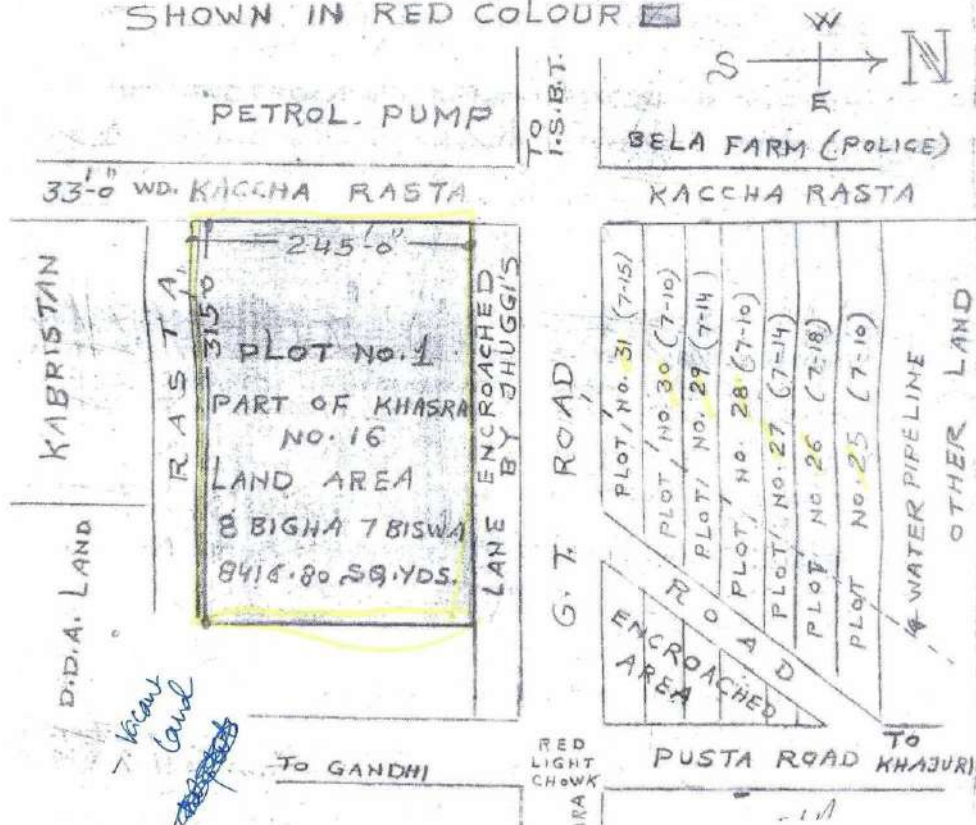 SHOWN IN RED COLOUR
W
S N
E
PETROL PUMP
TO I.S.B.T.
BELA FARM (POLICE)
33'-0" WD. KACCHA RASTA
KACCHA RASTA
KABRISTAN
D.D.A. LAND
RASTA
245'-0"
315'-0"
PLOT NO. 1
PART OF KHASRA
NO. 16
LAND AREA
8 BIGHA 7 BISWA
SQ.YDS.
LANE ENCROACHED
BY JHUGGI'S
G.T. ROAD
PLOT NO. 31 (7-15)
PLOT NO. 30 (7-10)
PLOT NO. 29 (7-14)
PLOT NO. 28 (7-10)
PLOT NO. 27 (7-14)
PLOT NO 26 (7-18)
PLOT NO. 25 (7-10)
WATER PIPELINE
OTHER LAND
ROAD
ENCROACHED
AREA
Vacant
Land
TO GANDHI
RED
LIGHT
CHOWK
PUSTA ROAD
TO
KHAJURI